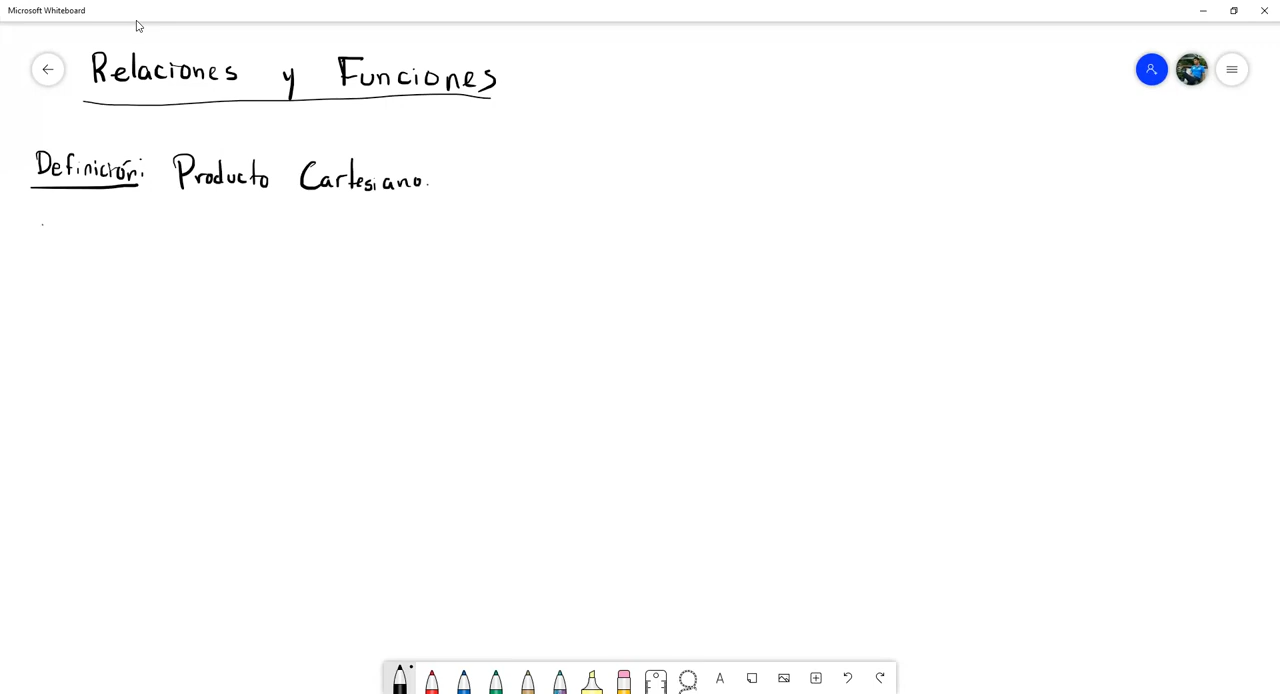 Microsoft Whiteboard
Relaciones y Funciones
Definición: Producto Cartesiano.